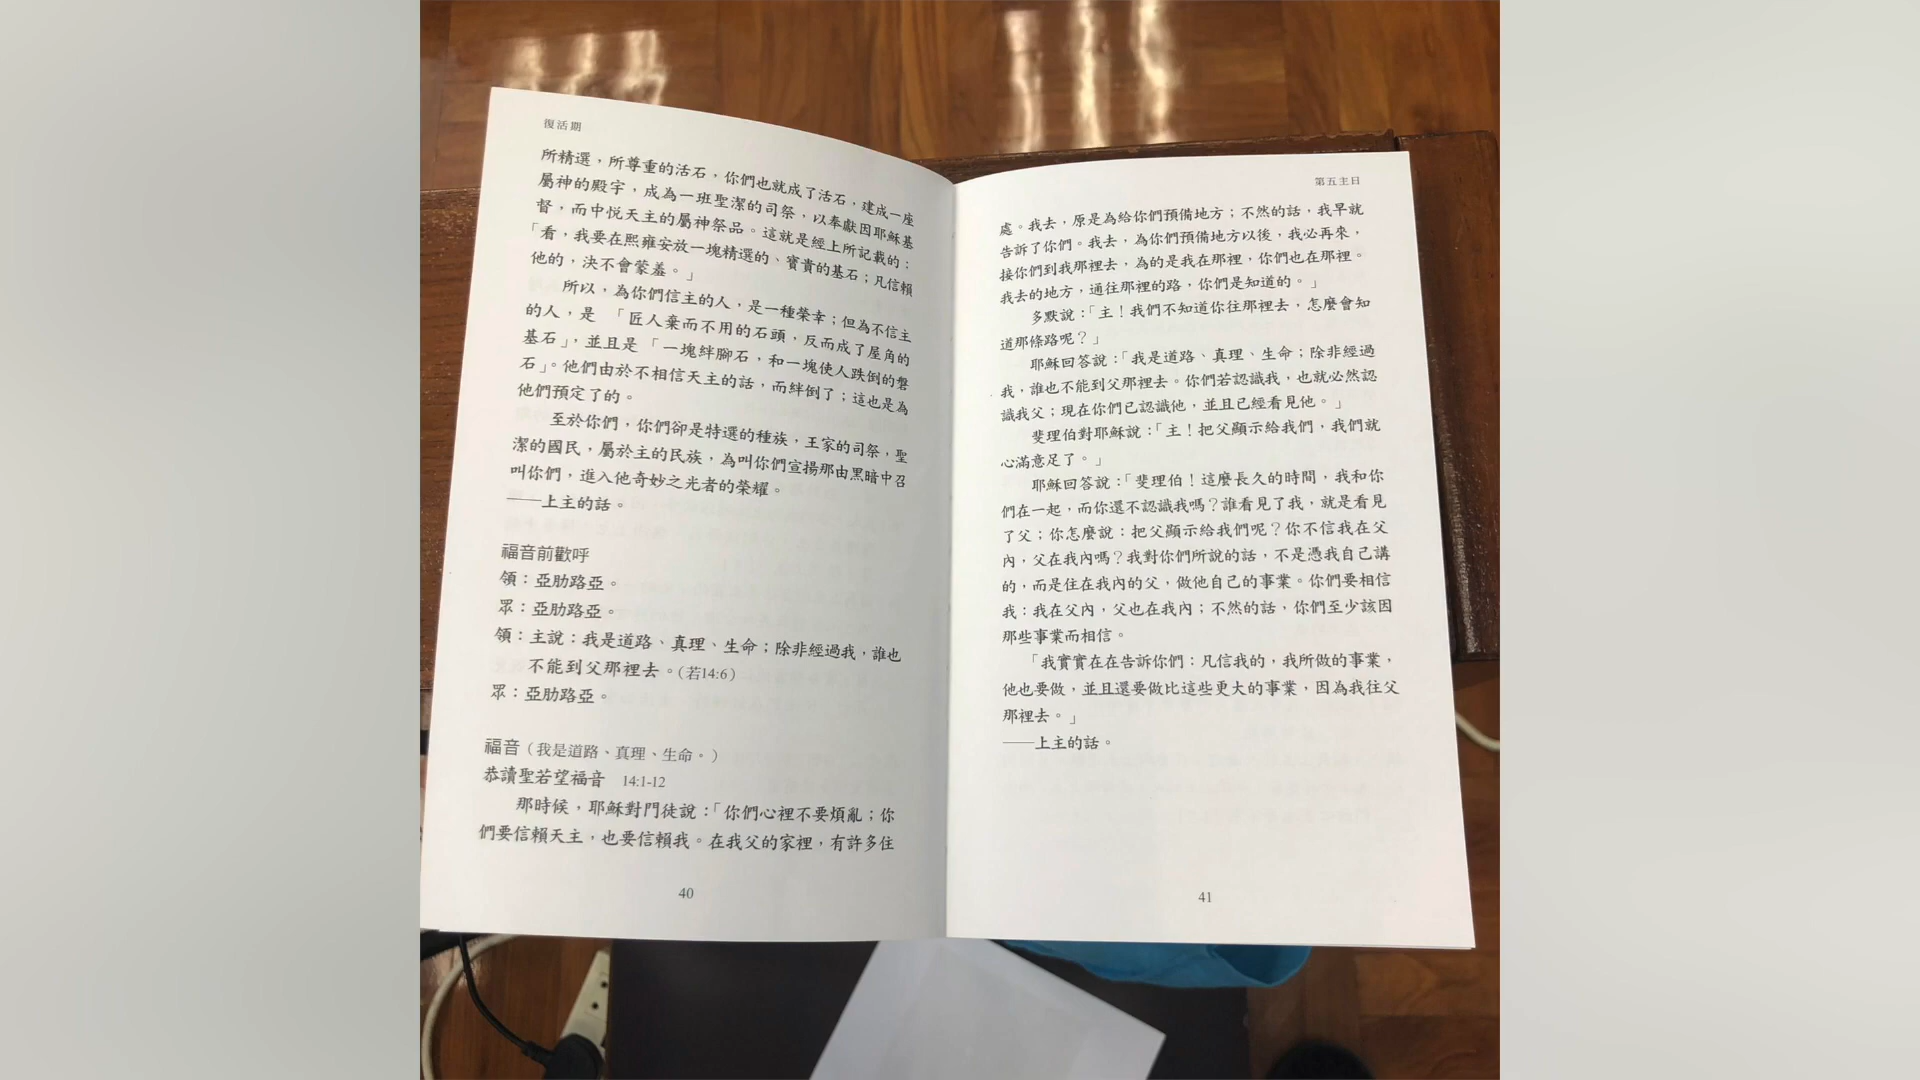 復活期
所精選，所尊重的活石，你們也就成了活石，建成一座
屬神的殿宇，成為一班聖潔的司祭，以奉獻因耶穌基
督，而中悅天主的屬神祭品。這就是經上所記載的：
「看，我要在熙雍安放一塊精選的、寶貴的基石；凡信賴
他的，決不會蒙羞。」
所以，為你們信主的人，是一種榮幸；但為不信主
的人，是　「匠人棄而不用的石頭，反而成了屋角的
基石」，並且是「一塊絆腳石，和一塊使人跌倒的磐
石」。他們由於不相信天主的話，而絆倒了；這也是為
他們預定了的。
至於你們，你們卻是特選的種族，王家的司祭，聖
潔的國民，屬於主的民族，為叫你們宣揚那由黑暗中召
叫你們，進入他奇妙之光者的榮耀。
——上主的話。
福音前歡呼
領：亞肋路亞。
眾：亞肋路亞。
領：主說：我是道路、真理、生命；除非經過我，誰也
不能到父那裡去。（若14:6）
眾：亞肋路亞。
福音（我是道路、真理、生命。）
恭讀聖若望福音　14:1-12
那時候，耶穌對門徒說：「你們心裡不要煩亂；你
們要信賴天主，也要信賴我。在我父的家裡，有許多住
40
第五主日
處。我去，原是為給你們預備地方；不然的話，我早就
告訴了你們。我去，為你們預備地方以後，我必再來，
接你們到我那裡去，為的是我在那裡，你們也在那裡。
我去的地方，通往那裡的路，你們是知道的。」
多默說：「主！我們不知道你往那裡去，怎麼會知
道那條路呢？」
耶穌回答說：「我是道路、真理、生命；除非經過
我，誰也不能到父那裡去。你們若認識我，也就必然認
識我父；現在你們已認識他，並且已經看見他。」
斐理伯對耶穌說：「主！把父顯示給我們，我們就
心滿意足了。」
耶穌回答說：「斐理伯！這麼長久的時間，我和你
們在一起，而你還不認識我嗎？誰看見了我，就是看見
了父；你怎麼說：把父顯示給我們呢？你不信我在父
內，父在我內嗎？我對你們所說的話，不是憑我自己講
的，而是住在我內的父，做他自己的事業。你們要相信
我：我在父內，父也在我內；不然的話，你們至少該因
那些事業而相信。
「我實實在在告訴你們：凡信我的，我所做的事業，
他也要做，並且還要做比這些更大的事業，因為我往父
那裡去。」
——上主的話。
41